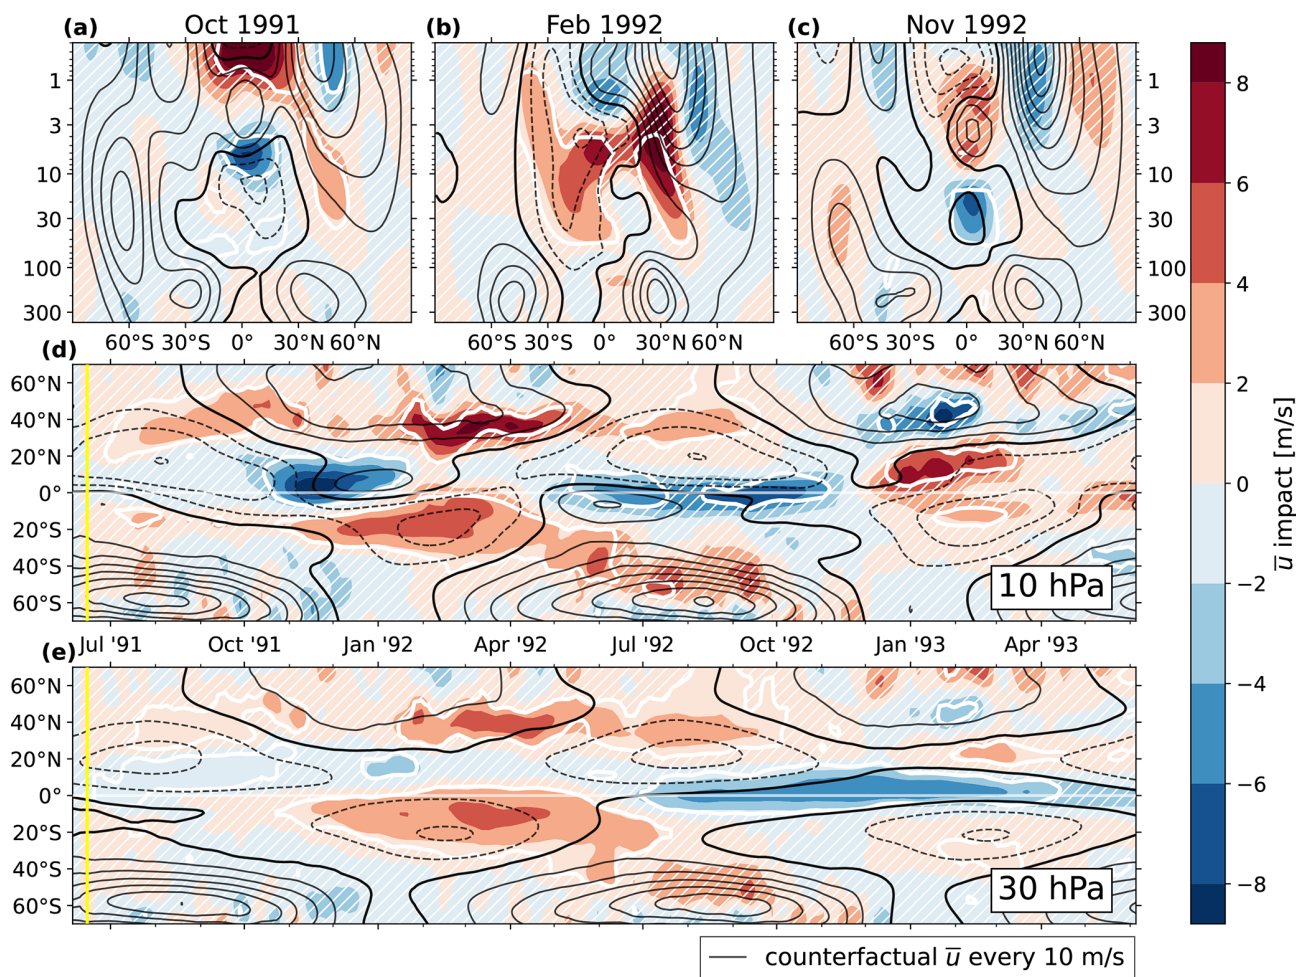 (a) Oct 1991
(b) Feb 1992
(c) Nov 1992
1
3
10
30
100
300
1
3
10
30
100
300
60°S 30°S 0° 30°N 60°N
60°S 30°S 0° 30°N 60°N
60°S 30°S 0° 30°N 60°N
(d)
60°N
40°N
20°N
0°
20°S
40°S
60°S
10 hPa
Jul '91 Oct '91 Jan '92 Apr '92 Jul '92 Oct '92 Jan '93 Apr '93
(e)
60°N
40°N
20°N
0°
20°S
40°S
60°S
30 hPa
8
6
4
2
0
−2
−4
−6
−8
u̅ impact [m/s]
counterfactual u̅ every 10 m/s